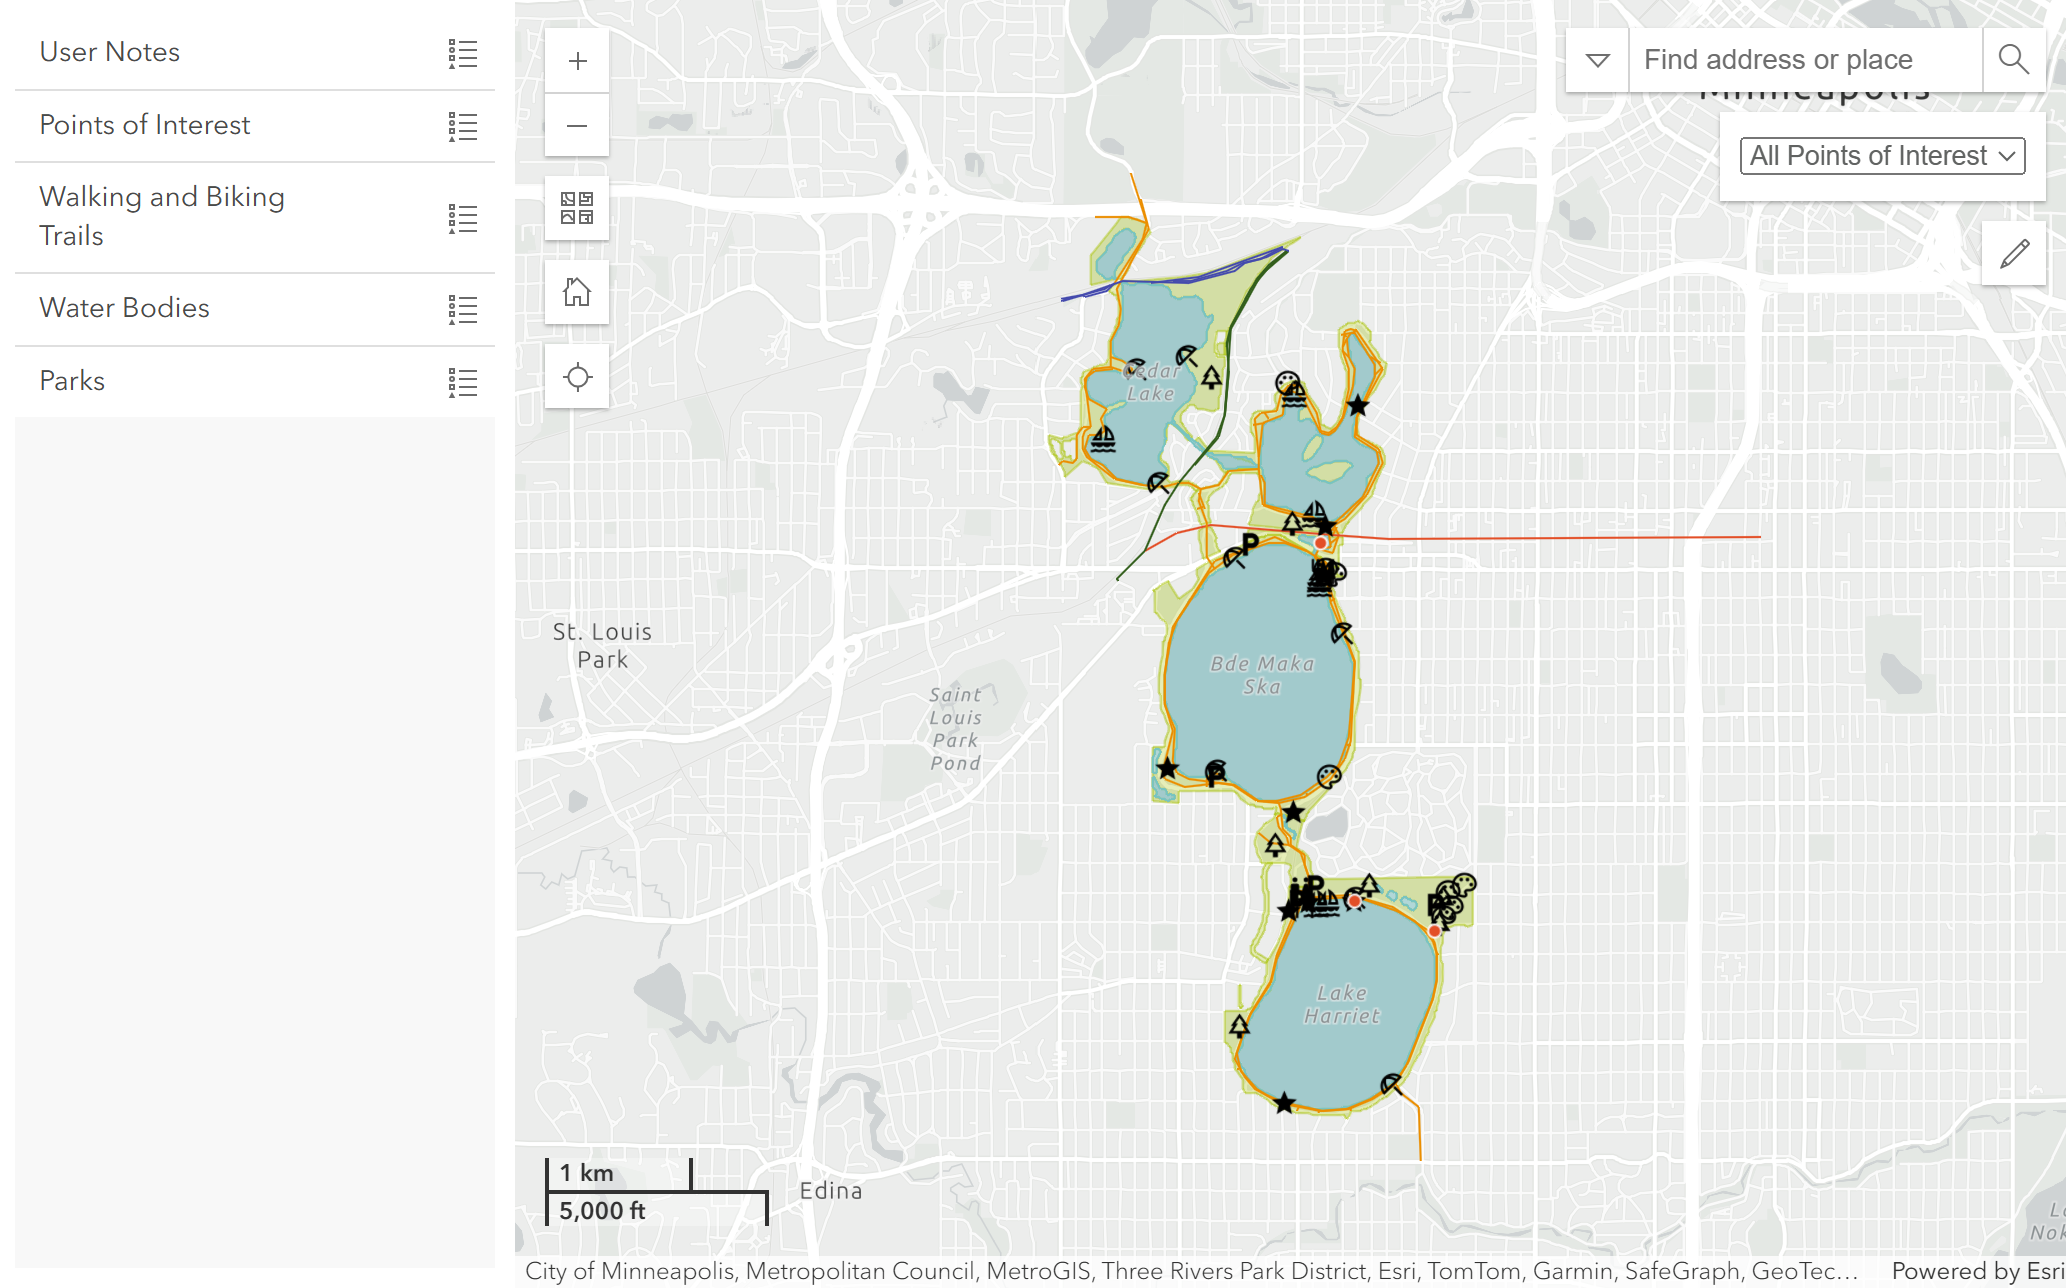 User Notes
Points of Interest
Walking and Biking
Trails
Water Bodies
Parks
Find address or place
Minneapolis
All Points of Interest
Cedar
Lake
P
St. Louis
Park
Bde Maka
Ska
Saint
Louis
Park
Pond
P
P
P
Lake
Harriet
1 km
5,000 ft
Edina
City of Minneapolis, Metropolitan Council, MetroGIS, Three Rivers Park District, Esri, TomTom, Garmin, SafeGraph, GeoTec...
Powered by Esri